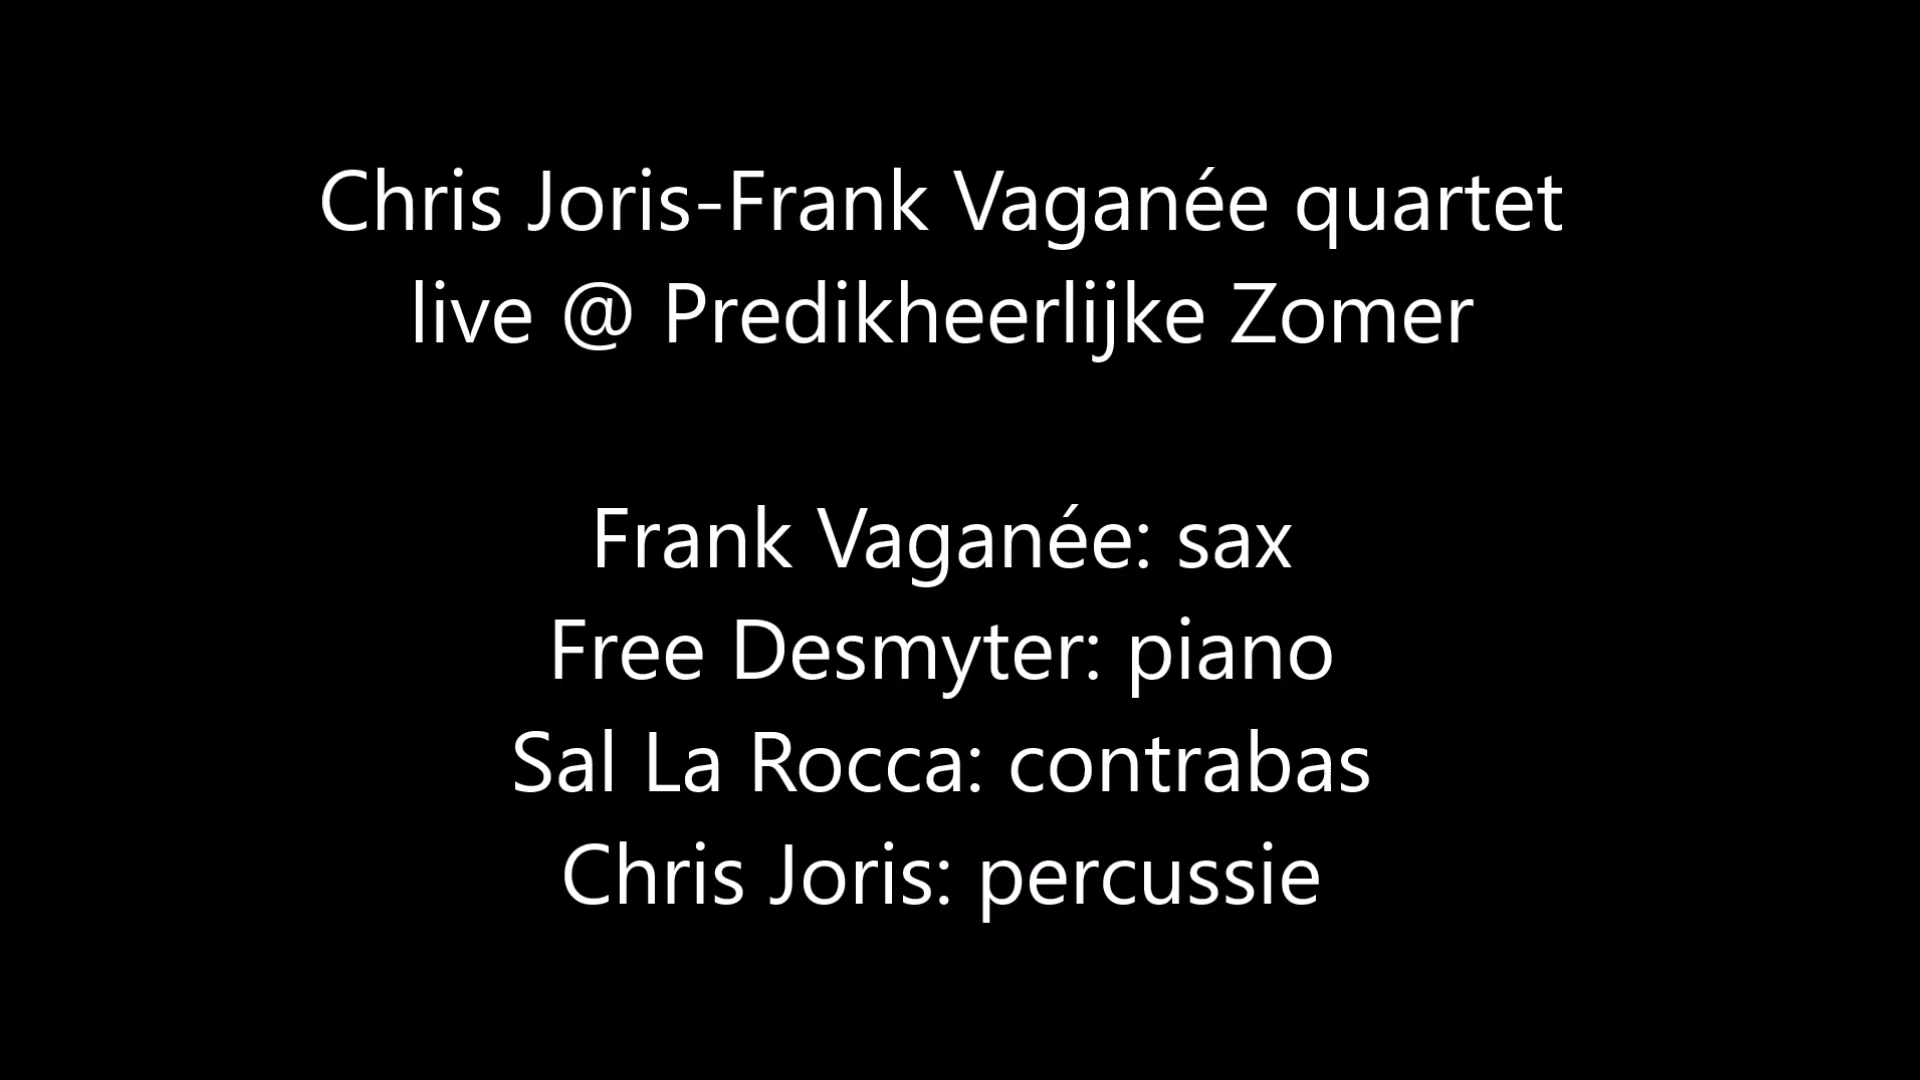 Chris Joris-Frank Vaganée quartet
live @ Predikheerlijke Zomer
Frank Vaganée: sax
Free Desmyter: piano
Sal La Rocca: contrabas
Chris Joris: percussie